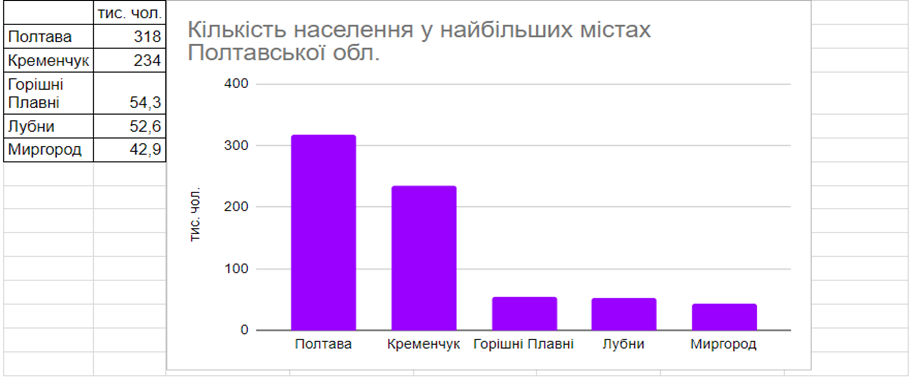 тис. чол.
Полтава 318
Кременчук 234
Горішні
Плавні 54,3
Лубни 52,6
Миргород 42,9
Кількість населення у найбільших містах
Полтавської обл.
400
300
200
100
0
тис. чол.
Полтава Кременчук Горішні Плавні Лубни Миргород